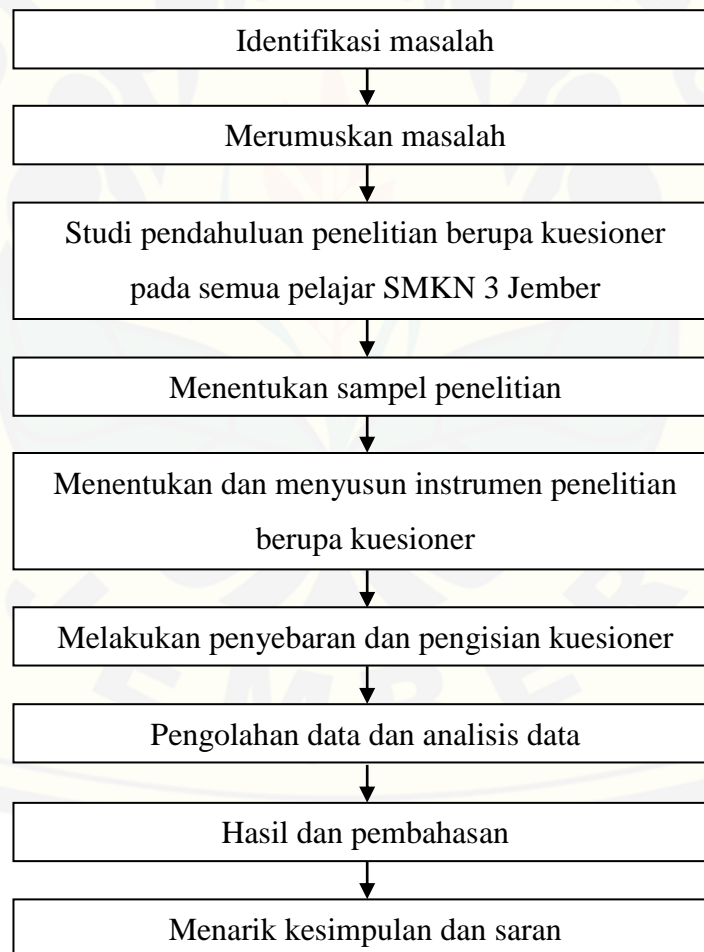 Identifikasi masalah
Merumuskan masalah
Studi pendahuluan penelitian berupa kuesioner
pada semua pelajar SMKN 3 Jember
Menentukan sampel penelitian
Menentukan dan menyusun instrumen penelitian
berupa kuesioner
Melakukan penyebaran dan pengisian kuesioner
Pengolahan data dan analisis data
Hasil dan pembahasan
Menarik kesimpulan dan saran